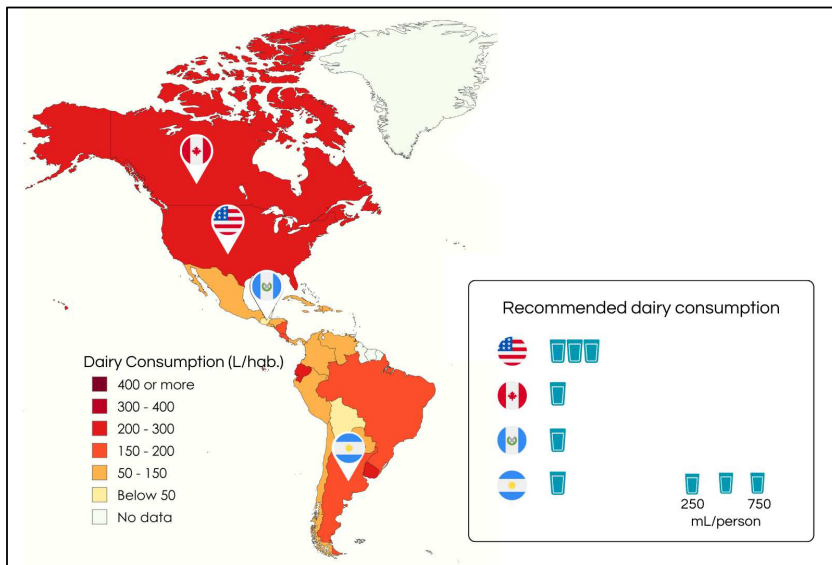 Dairy Consumption (L/hab.)
400 or more
300 - 400
200 - 300
150 - 200
50 - 150
Below 50
No data
Recommended dairy consumption
250
750
mL/person